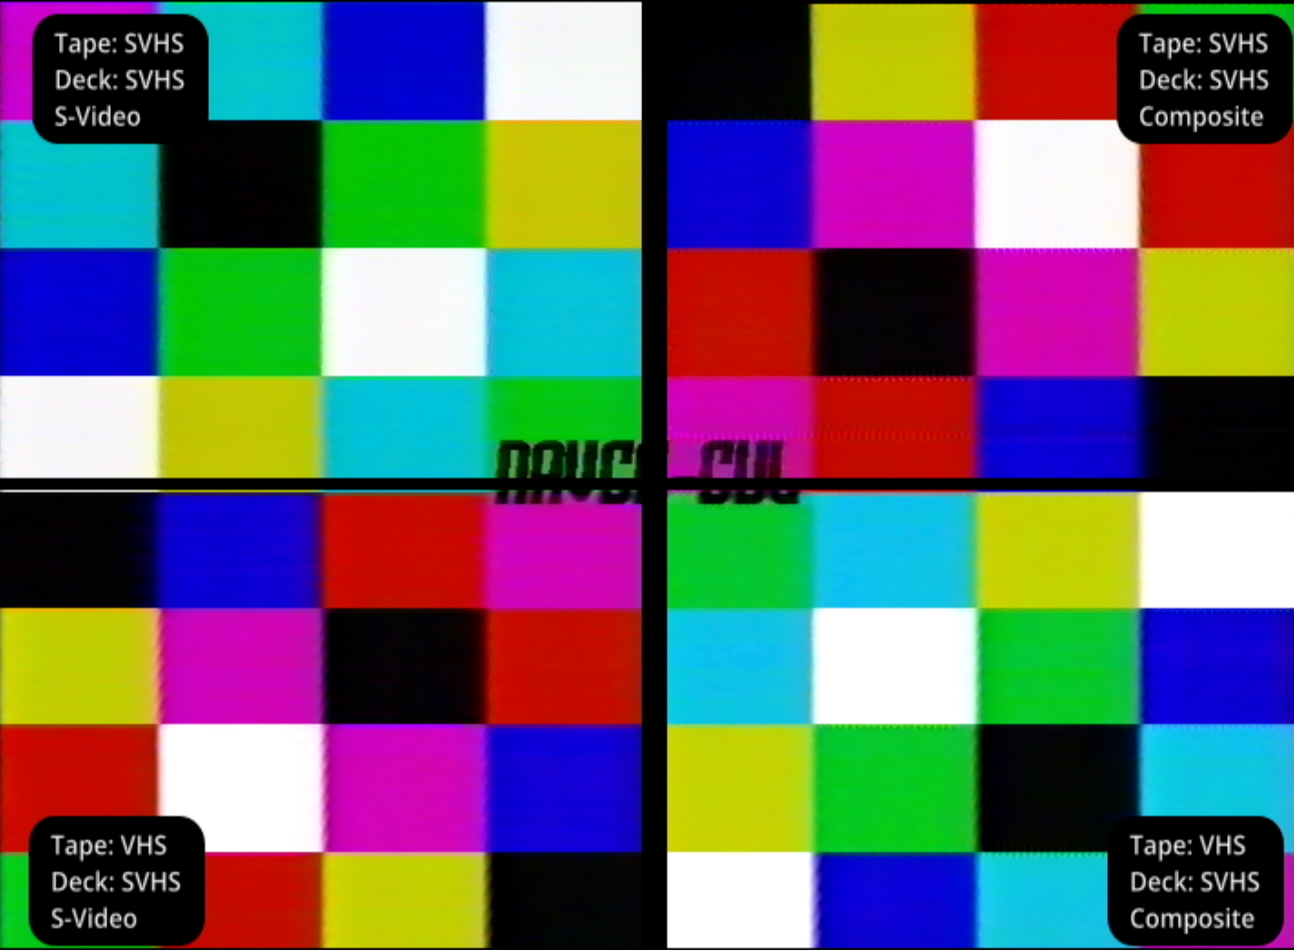 Tape: SVHS
Deck: SVHS
S-Video
Tape: SVHS
Deck: SVHS
Composite
Tape: VHS
Deck: SVHS
S-Video
Tape: VHS
Deck: SVHS
Composite